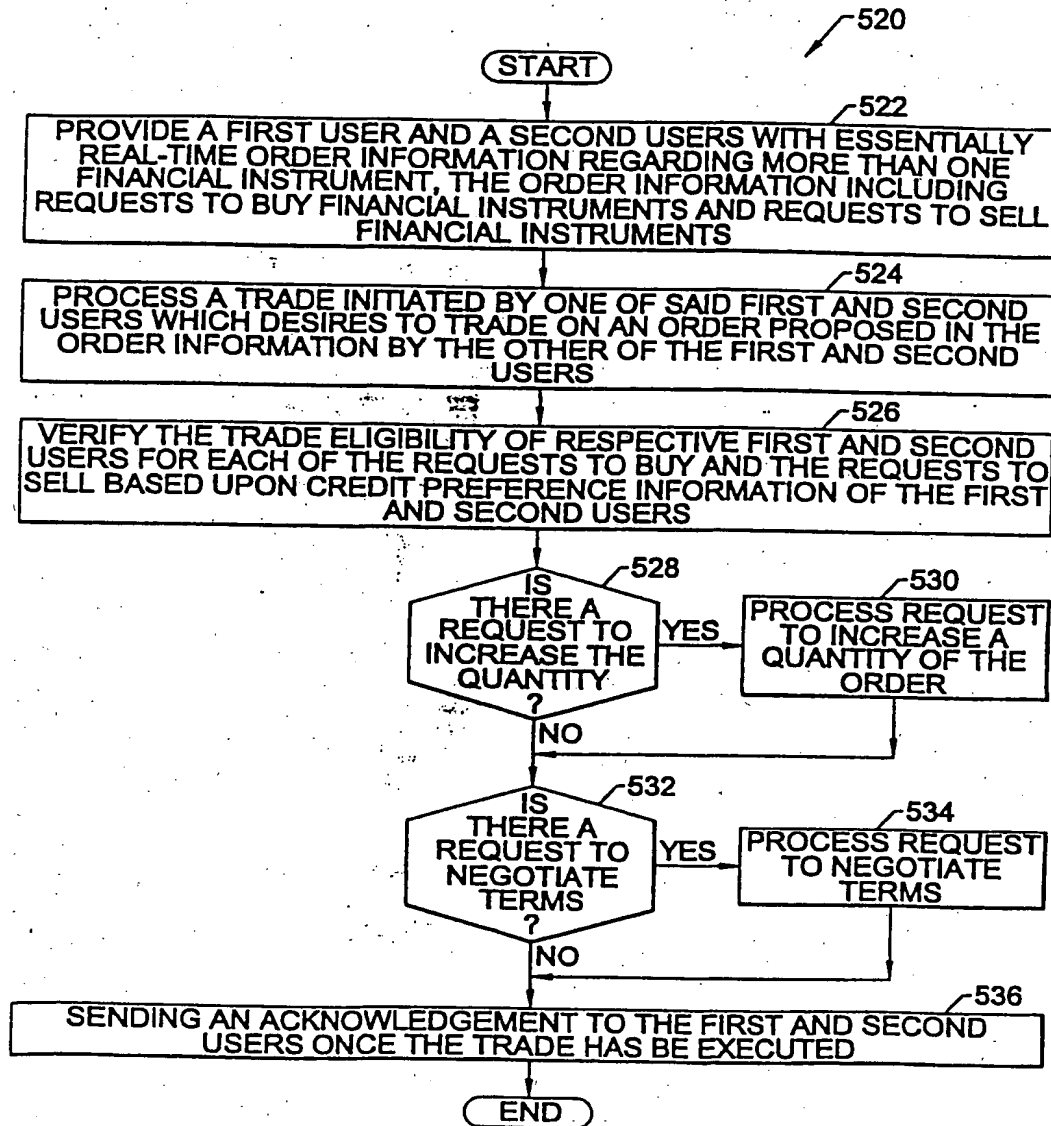 520
START
522
PROVIDE A FIRST USER AND A SECOND USERS WITH ESSENTIALLY
REAL-TIME ORDER INFORMATION REGARDING MORE THAN ONE
FINANCIAL INSTRUMENT, THE ORDER INFORMATION INCLUDING
REQUESTS TO BUY FINANCIAL INSTRUMENTS AND REQUESTS TO SELL
FINANCIAL INSTRUMENTS
524
PROCESS A TRADE INITIATED BY ONE OF SAID FIRST AND SECOND
USERS WHICH DESIRES TO TRADE ON AN ORDER PROPOSED IN THE
ORDER INFORMATION BY THE OTHER OF THE FIRST AND SECOND
USERS
526
VERIFY THE TRADE ELIGIBILITY OF RESPECTIVE FIRST AND SECOND
USERS FOR EACH OF THE REQUESTS TO BUY AND THE REQUESTS TO
SELL BASED UPON CREDIT PREFERENCE INFORMATION OF THE FIRST
AND SECOND USERS
528
IS
THERE A
REQUEST TO
INCREASE THE
QUANTITY
?
YES
530
PROCESS REQUEST
TO INCREASE A
QUANTITY OF THE
ORDER
NO
532
IS
THERE A
REQUEST TO
NEGOTIATE
TERMS
?
YES
534
PROCESS REQUEST
TO NEGOTIATE
TERMS
NO
536
SENDING AN ACKNOWLEDGEMENT TO THE FIRST AND SECOND
USERS ONCE THE TRADE HAS BE EXECUTED
END